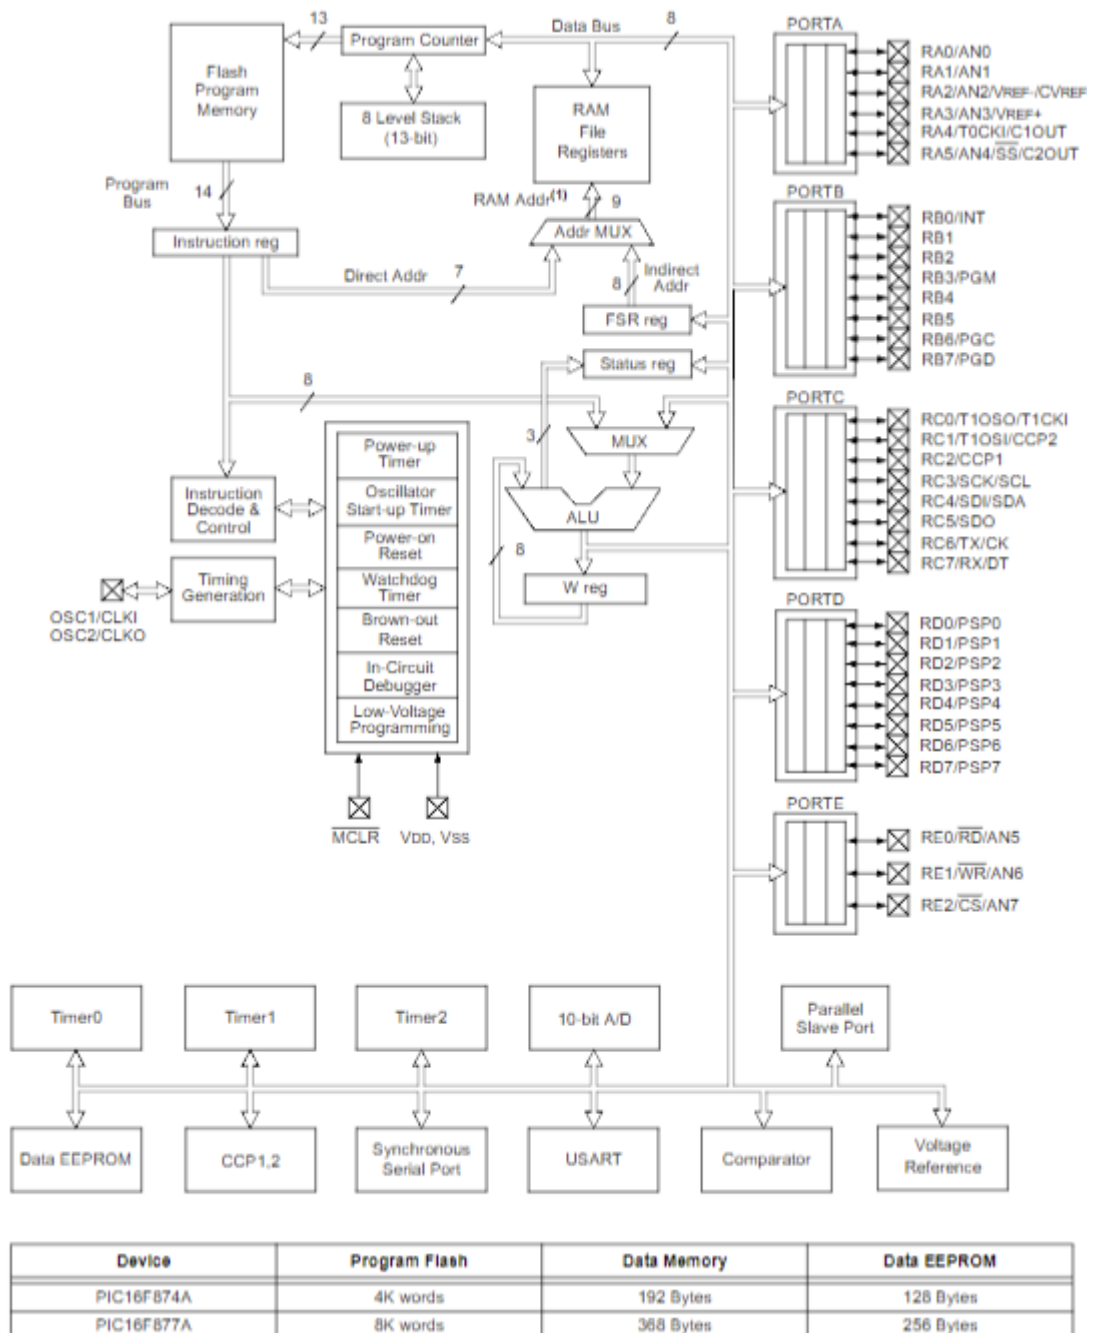 13
Data Bus
8
PORTA
Program Counter
Flash
Program
Memory
8 Level Stack
(13-bit)
RAM
File
Registers
RA0/AN0
RA1/AN1
RA2/AN2/VREF-/CVREF
RA3/AN3/VREF+
RA4/T0CKI/C1OUT
RA5/AN4/SS/C2OUT
Program
Bus
14
RAM Addr(1)
9
PORTB
Addr MUX
Instruction reg
Direct Addr
7
8
Indirect
Addr
FSR reg
RB0/INT
RB1
RB2
RB3/PGM
RB4
RB5
RB6/PGC
RB7/PGD
Status reg
8
3
MUX
PORTC
Power-up
Timer
Oscillator
Start-up Timer
Power-on
Reset
Watchdog
Timer
Brown-out
Reset
In-Circuit
Debugger
Low-Voltage
Programming
Instruction
Decode &
Control
Timing
Generation
OSC1/CLKI
OSC2/CLKO
ALU
8
W reg
RC0/T1OSO/T1CKI
RC1/T1OSI/CCP2
RC2/CCP1
RC3/SCK/SCL
RC4/SDI/SDA
RC5/SDO
RC6/TX/CK
RC7/RX/DT
PORTD
RD0/PSP0
RD1/PSP1
RD2/PSP2
RD3/PSP3
RD4/PSP4
RD5/PSP5
RD6/PSP6
RD7/PSP7
MCLR
VDD, VSS
PORTE
RE0/RD/AN5
RE1/WR/AN6
RE2/CS/AN7
Timer0
Timer1
Timer2
10-bit A/D
Parallel
Slave Port
Data EEPROM
CCP1,2
Synchronous
Serial Port
USART
Comparator
Voltage
Reference
Device Program Flash Data Memory Data EEPROM
PIC16F874A 4K words 192 Bytes 128 Bytes
PIC16F877A 8K words 368 Bytes 256 Bytes